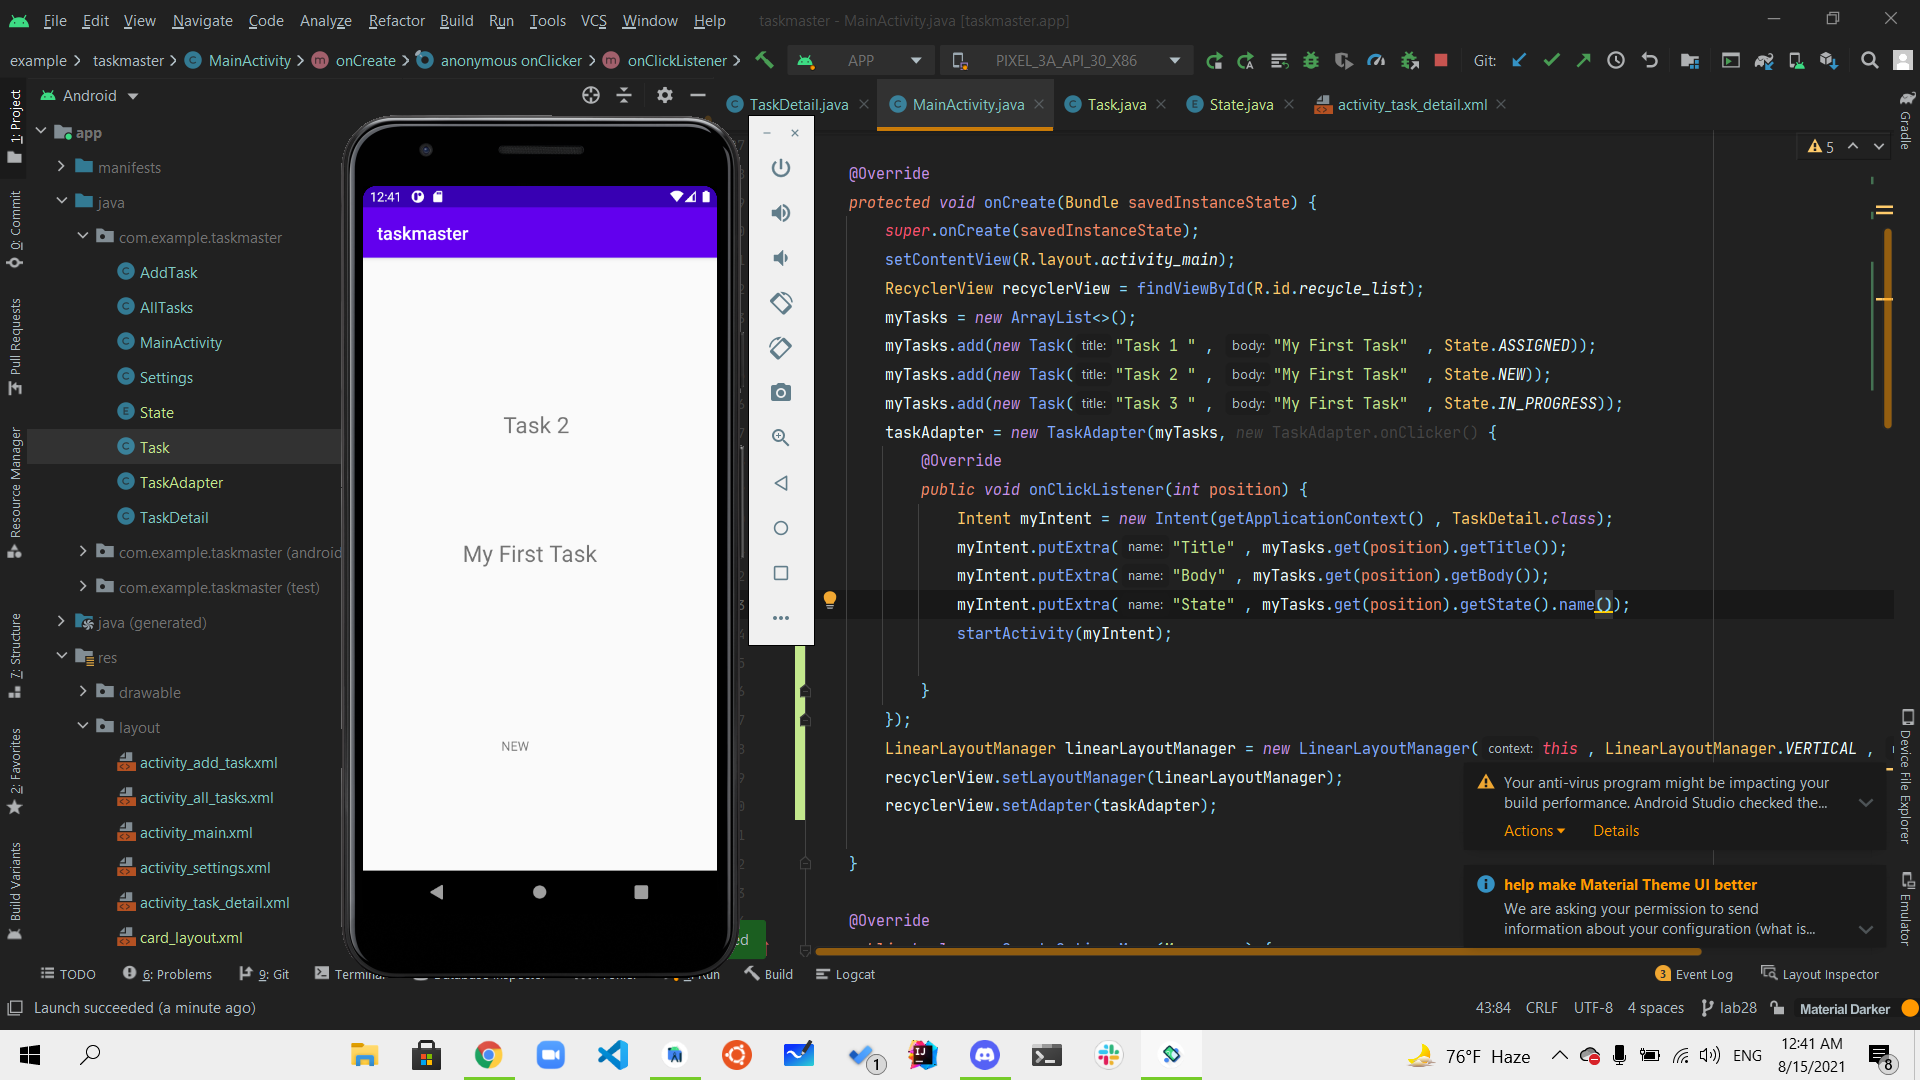 File Edit View Navigate Code Analyze Refactor Build Run Tools VCS Window Help taskmaster - MainActivity.java [taskmaster.app]
example taskmaster MainActivity onCreate anonymous onClicker onClickListener APP PIXEL_3A_API_30_X86 Git:
Android
TaskDetail.java MainActivity.java Task.java State.java activity_task_detail.xml
1: Project
0: Commit
Pull Requests
Resource Manager
7: Structure
2: Favorites
Build Variants
app
manifests
java
com.example.taskmaster
AddTask
AllTasks
MainActivity
Settings
State
Task
TaskAdapter
TaskDetail
com.example.taskmaster (android
com.example.taskmaster (test)
java (generated)
res
drawable
layout
activity_add_task.xml
activity_all_tasks.xml
activity_main.xml
activity_settings.xml
activity_task_detail.xml
card_layout.xml
12:41
taskmaster
Task 2
My First Task
NEW
5
@Override
protected void onCreate(Bundle savedInstanceState) {
super.onCreate(savedInstanceState);
setContentView(R.layout.activity_main);
RecyclerView recyclerView = findViewById(R.id.recycle_list);
myTasks = new ArrayList<>();
myTasks.add(new Task( title: "Task 1 " , body: "My First Task" , State.ASSIGNED));
myTasks.add(new Task( title: "Task 2 " , body: "My First Task" , State.NEW));
myTasks.add(new Task( title: "Task 3 " , body: "My First Task" , State.IN_PROGRESS));
taskAdapter = new TaskAdapter(myTasks, new TaskAdapter.onClicker() {
@Override
public void onClickListener(int position) {
Intent myIntent = new Intent(getApplicationContext() , TaskDetail.class);
myIntent.putExtra( name: "Title" , myTasks.get(position).getTitle());
myIntent.putExtra( name: "Body" , myTasks.get(position).getBody());
myIntent.putExtra( name: "State" , myTasks.get(position).getState().name());
startActivity(myIntent);
}
});
LinearLayoutManager linearLayoutManager = new LinearLayoutManager( context: this , LinearLayoutManager.VERTICAL ,
recyclerView.setLayoutManager(linearLayoutManager);
recyclerView.setAdapter(taskAdapter);
}
@Override
Your anti-virus program might be impacting your
build performance. Android Studio checked the...
Actions Details
help make Material Theme UI better
We are asking your permission to send
information about your configuration (what is...
Gradle
Device File Explorer
Emulator
TODO 6: Problems 9: Git Terminal Run Build Logcat 3 Event Log Layout Inspector
Launch succeeded (a minute ago) 43:84 CRLF UTF-8 4 spaces lab28 Material Darker
1 76°F Haze ENG 12:41 AM
8/15/2021 8